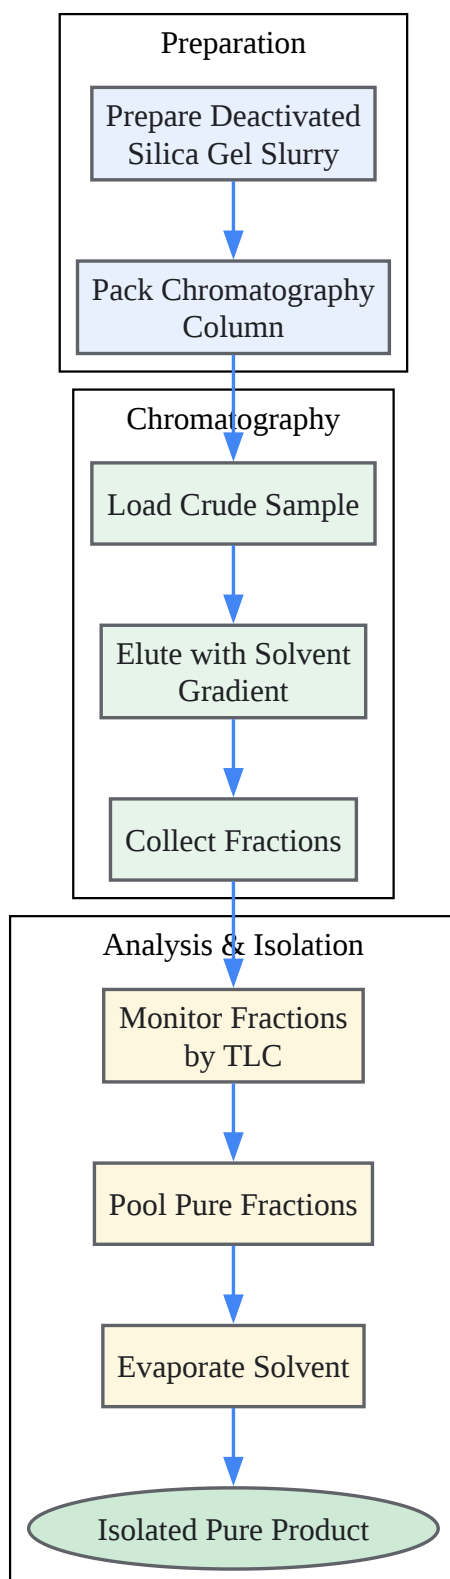 Preparation
Prepare Deactivated
Silica Gel Slurry
Pack Chromatography
Column
Chromatography
Load Crude Sample
Elute with Solvent
Gradient
Collect Fractions
Analysis & Isolation
Monitor Fractions
by TLC
Pool Pure Fractions
Evaporate Solvent
Isolated Pure Product